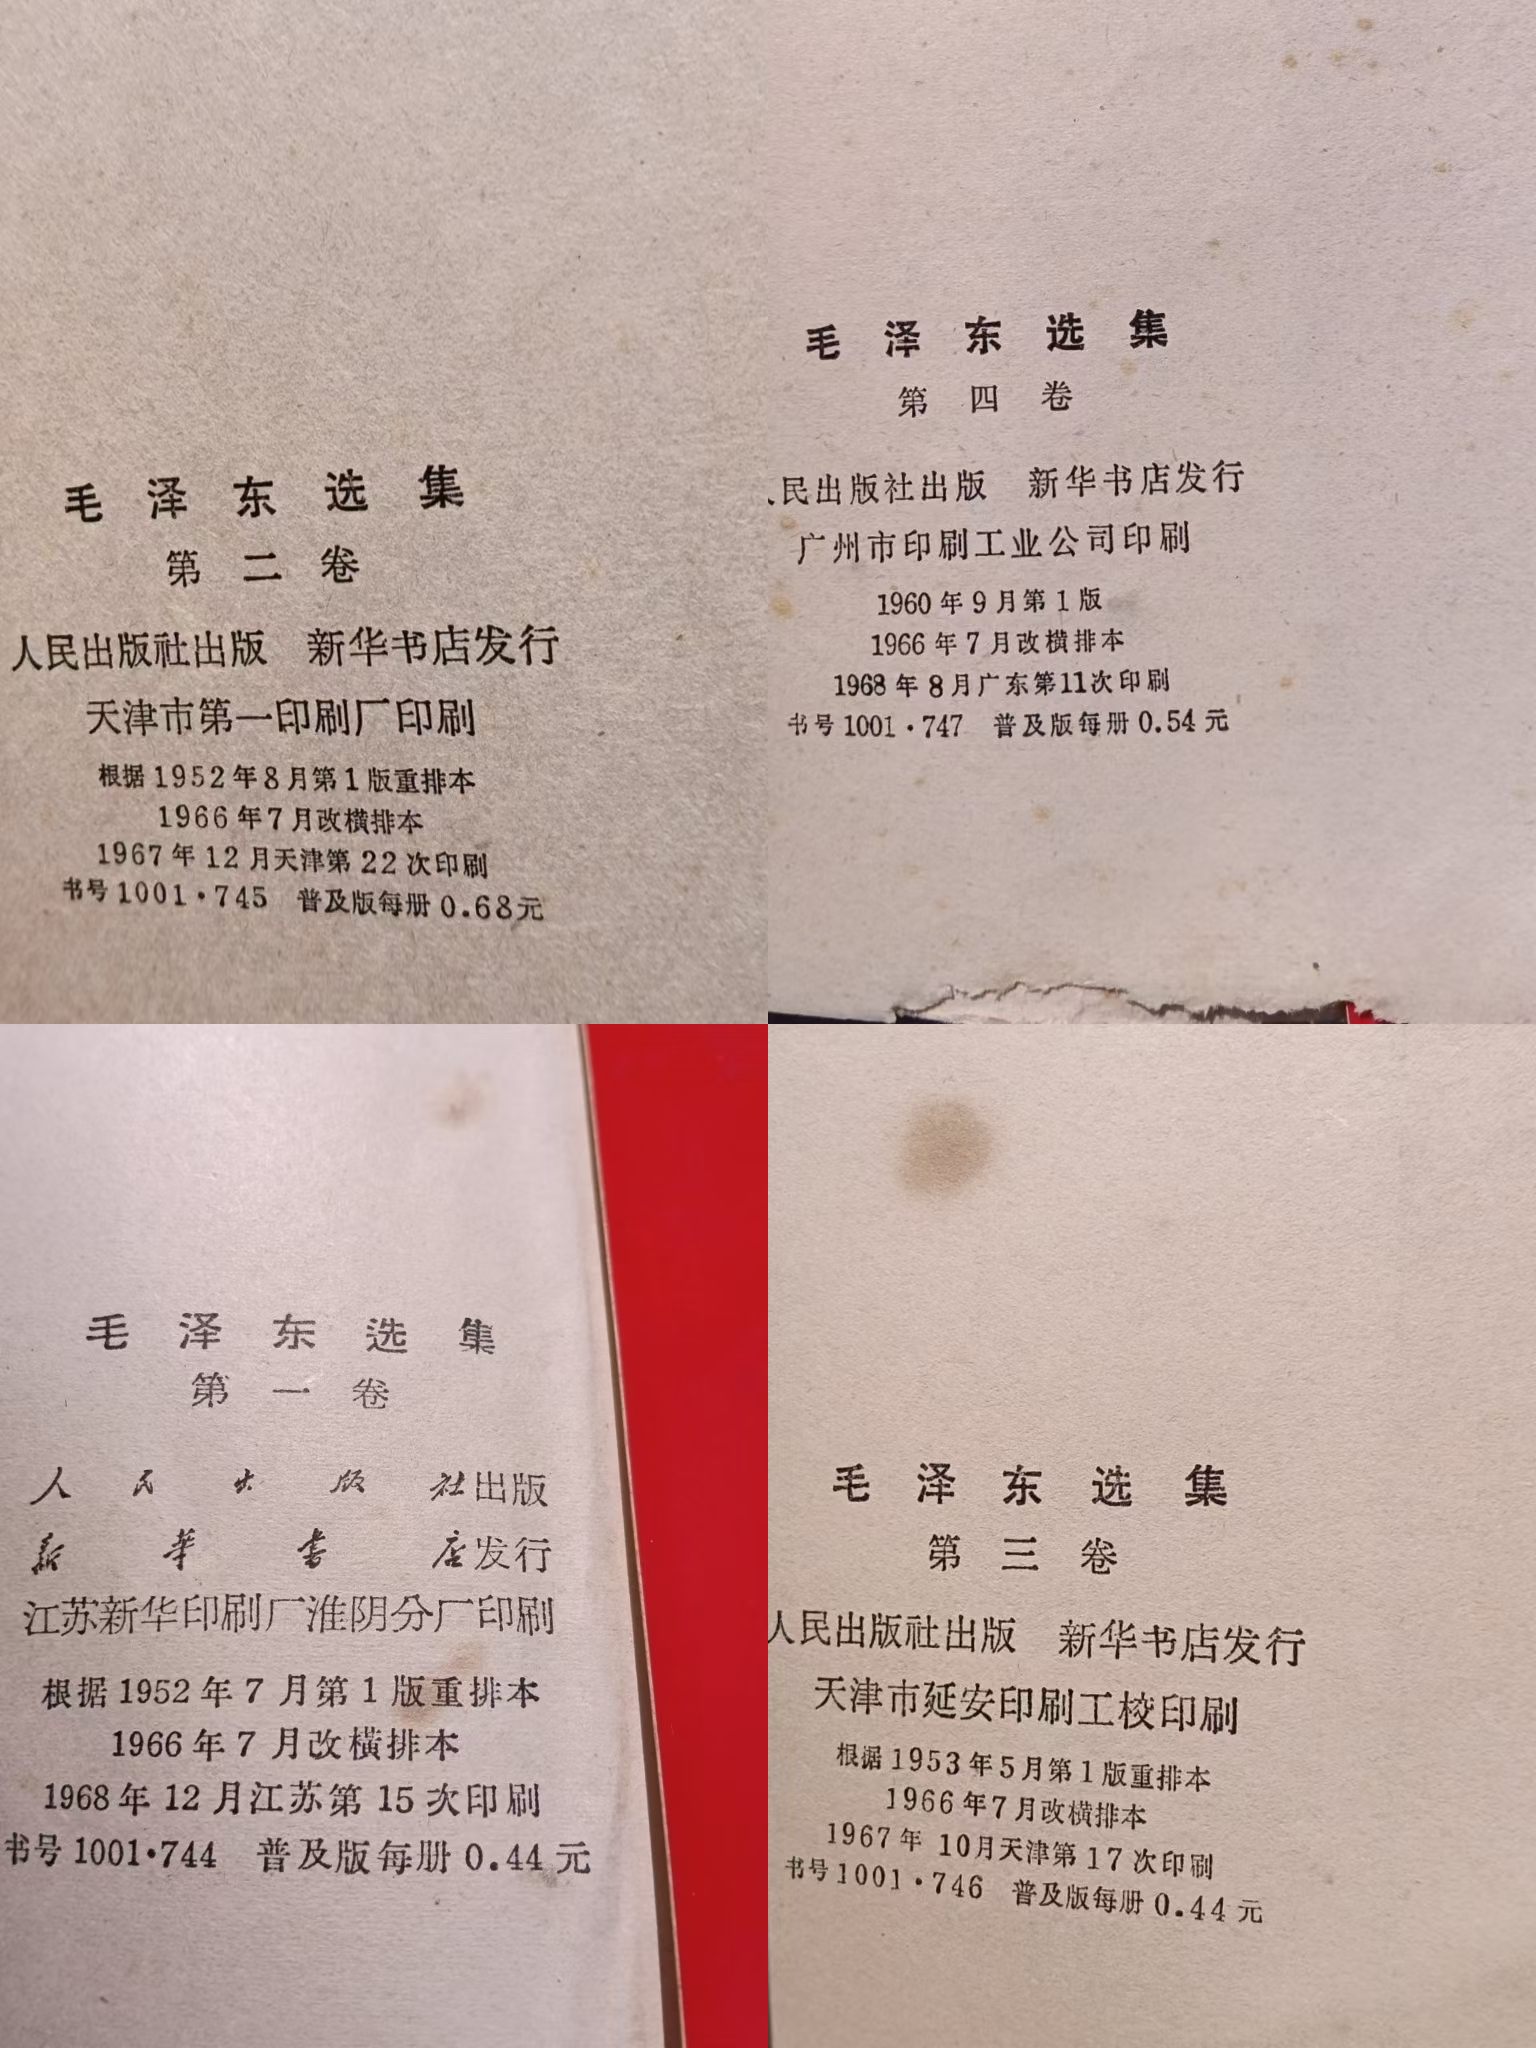 毛泽东选集
第二卷
人民出版社出版 新华书店发行
天津市第一印刷厂印刷
根据1952年8月第1版重排本
1966年7月改横排本
1967年12月天津第22次印刷
书号1001·745 普及版每册0.68元
毛泽东选集
第四卷
人民出版社出版 新华书店发行
广州市印刷工业公司印刷
1960年9月第1版
1966年7月改横排本
1968年8月广东第11次印刷
书号1001·747 普及版每册0.54元
毛泽东选集
第一卷
人民出版社出版
新华书店发行
江苏新华印刷厂淮阴分厂印刷
根据1952年7月第1版重排本
1966年7月改横排本
1968年12月江苏第15次印刷
书号1001·744 普及版每册0.44元
毛泽东选集
第三卷
人民出版社出版 新华书店发行
天津市延安印刷工校印刷
根据1953年5月第1版重排本
1966年7月改横排本
1967年10月天津第17次印刷
书号1001·746 普及版每册0.44元